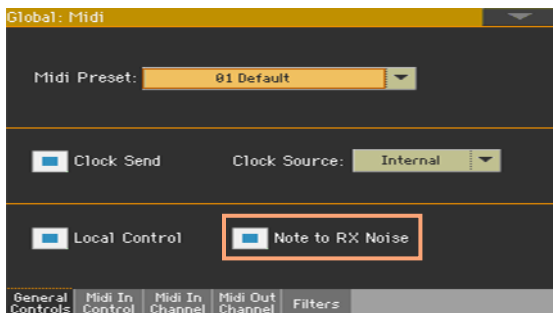 Global: Midi
Midi Preset: 01 Default
Clock Send Clock Source: Internal
Local Control Note to RX Noise
General Controls Midi In Control Midi In Channel Midi Out Channel Filters